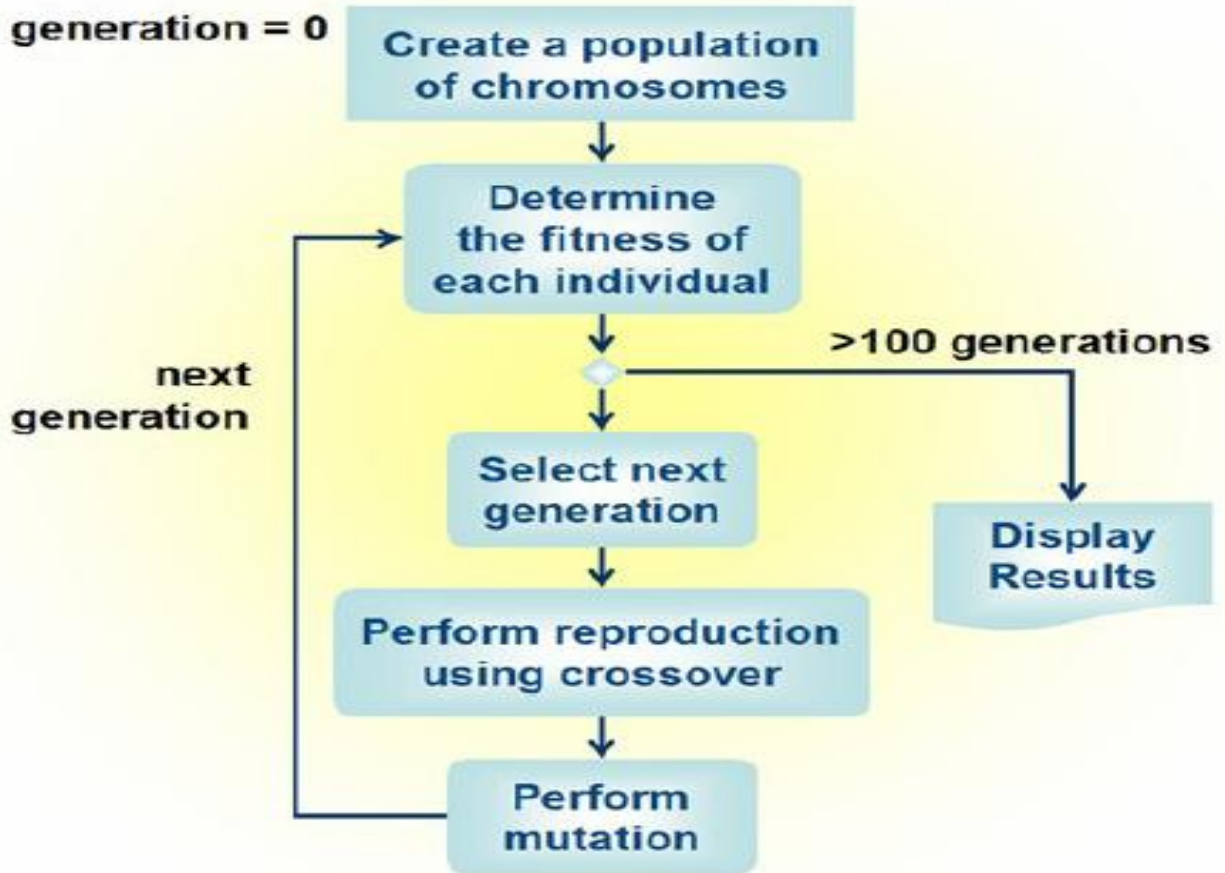 generation = 0
Create a population
of chromosomes
Determine
the fitness of
each individual
>100 generations
next
generation
Select next
generation
Display
Results
Perform reproduction
using crossover
Perform
mutation